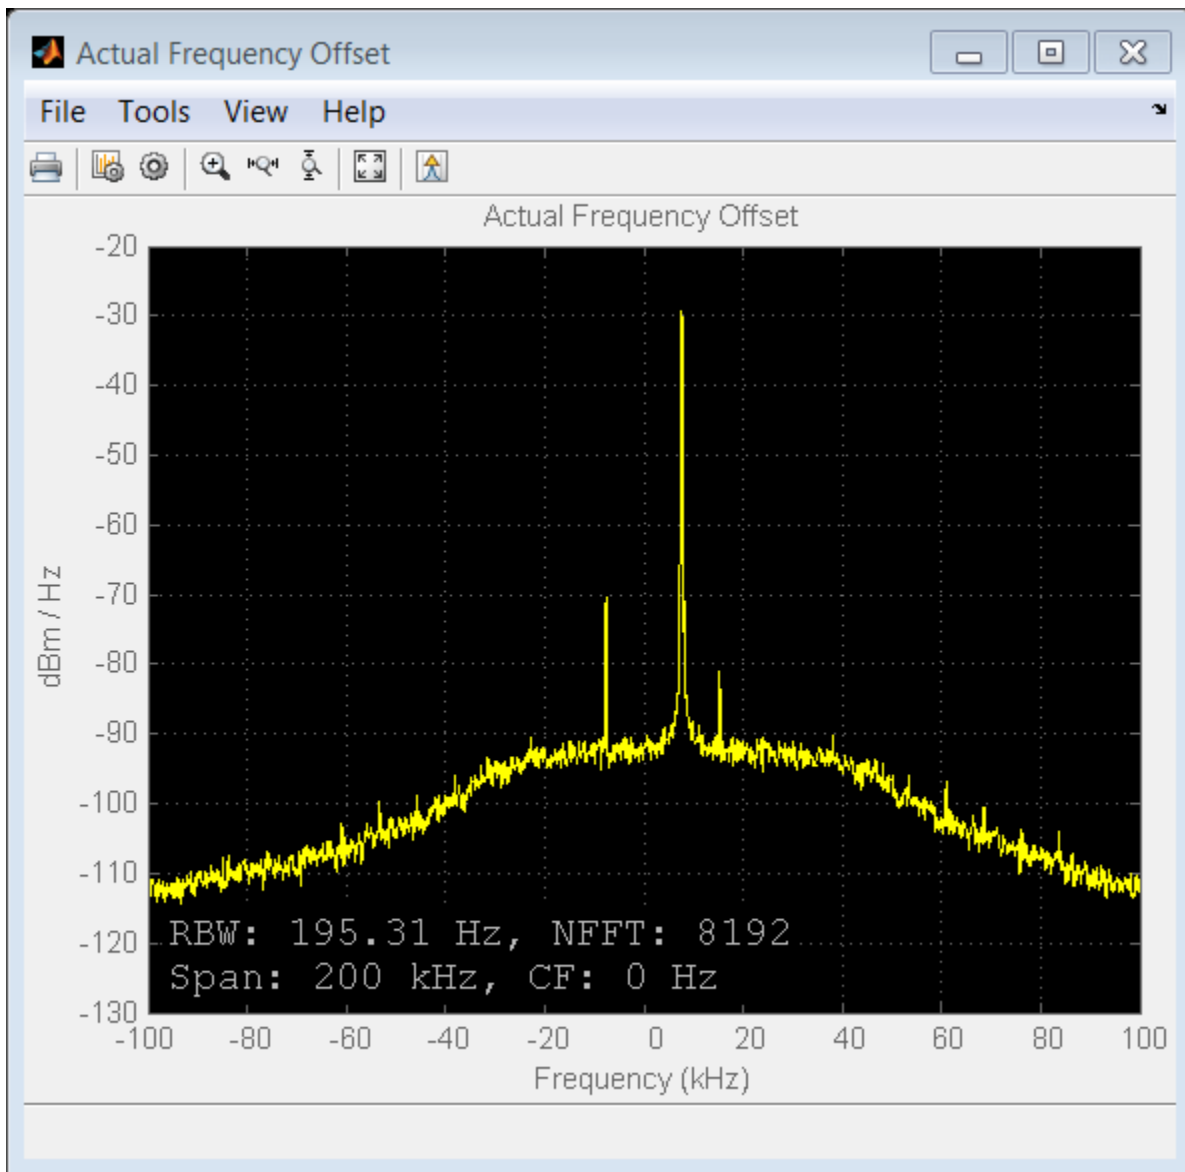 Actual Frequency Offset
File Tools View Help
Actual Frequency Offset
-20
-30
-40
-50
-60
-70
-80
-90
-100
-110
-120
-130
dBm / Hz
RBW: 195.31 Hz, NFFT: 8192
Span: 200 kHz, CF: 0 Hz
-100 -80 -60 -40 -20 0 20 40 60 80 100
Frequency (kHz)